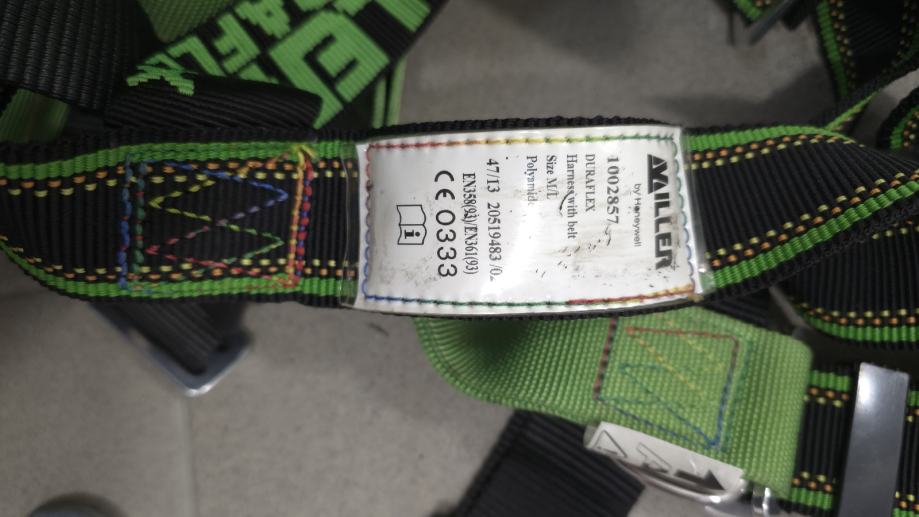 MILLER
by Honeywell
1002857
DURAFLEX
Harness with belt
Size M/L
Polyamide
47/13 20519483 /02
EN358(93)/EN361(93)
CE 0333